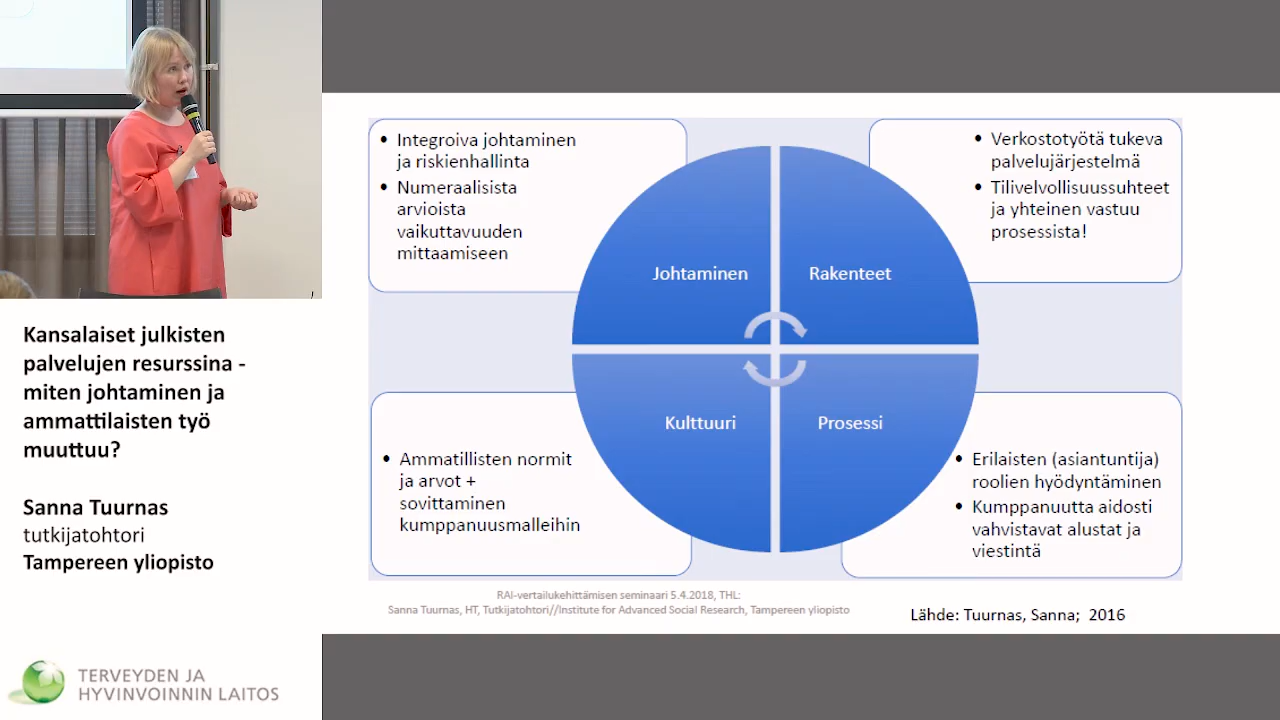 Kansalaiset julkisten
palvelujen resurssina -
miten johtaminen ja
ammattilaisten työ
muuttuu?
Sanna Tuurnas
tutkijatohtori
Tampereen yliopisto
TERVEYDEN JA
HYVINVOINNIN LAITOS
• Integroiva johtaminen
ja riskienhallinta
• Numeraalisista
arvioista
vaikuttavuuden
mittaamiseen
• Verkostotyötä tukeva
palvelujärjestelmä
• Tilivelvollisuussuhteet
ja yhteinen vastuu
prosessista!
Johtaminen
Rakenteet
Kulttuuri
Prosessi
• Ammatillisten normit
ja arvot +
sovittaminen
kumppanuusmalleihin
• Erilaisten (asiantuntija)
roolien hyödyntäminen
• Kumppanuutta aidosti
vahvistavat alustat ja
viestintä
RAI-vertailukehittämisen seminaari 5.4.2018, THL:
Sanna Tuurnas, HT, Tutkijatohtori//Institute for Advanced Social Research, Tampereen yliopisto
Lähde: Tuurnas, Sanna; 2016